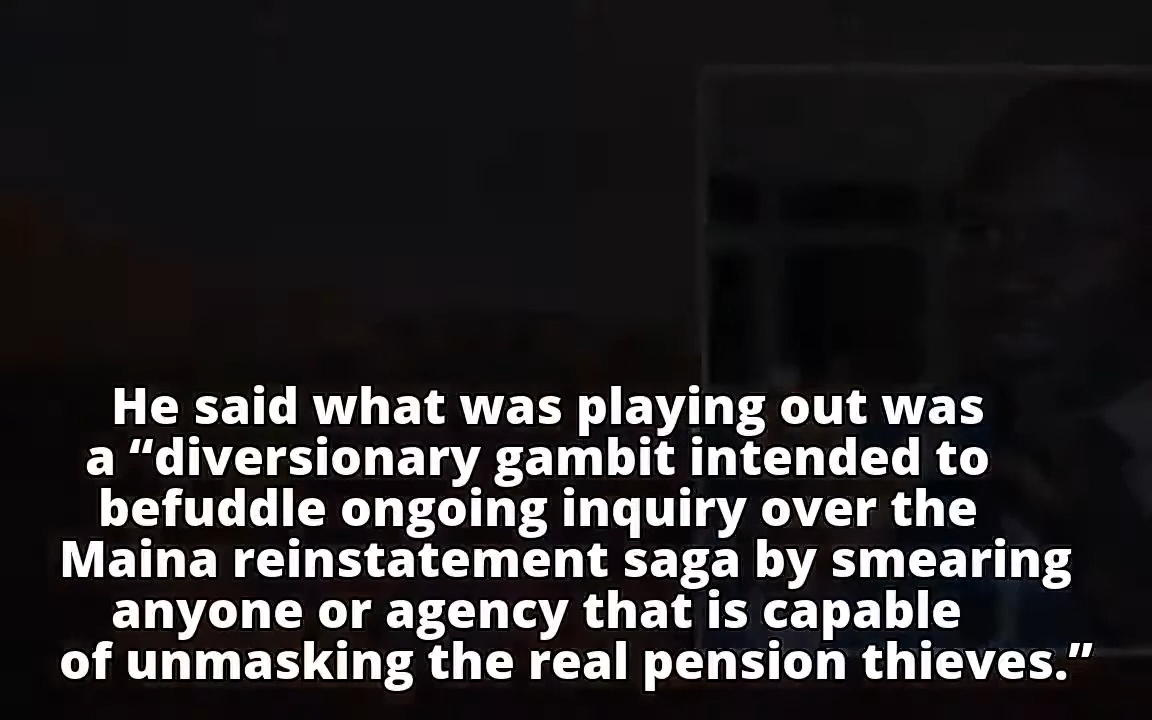 He said what was playing out was
a “diversionary gambit intended to
befuddle ongoing inquiry over the
Maina reinstatement saga by smearing
anyone or agency that is capable
of unmasking the real pension thieves.”